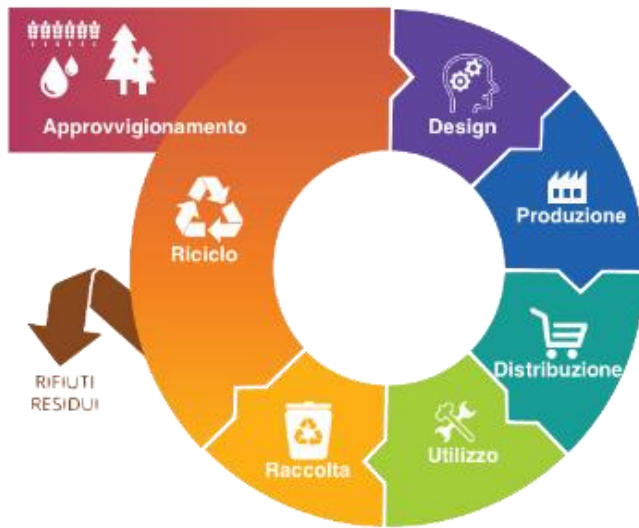 Approvvigionamento
Design
Produzione
Distribuzione
Utilizzo
Raccolta
Riciclo
RIFIUTI
RESIDUI